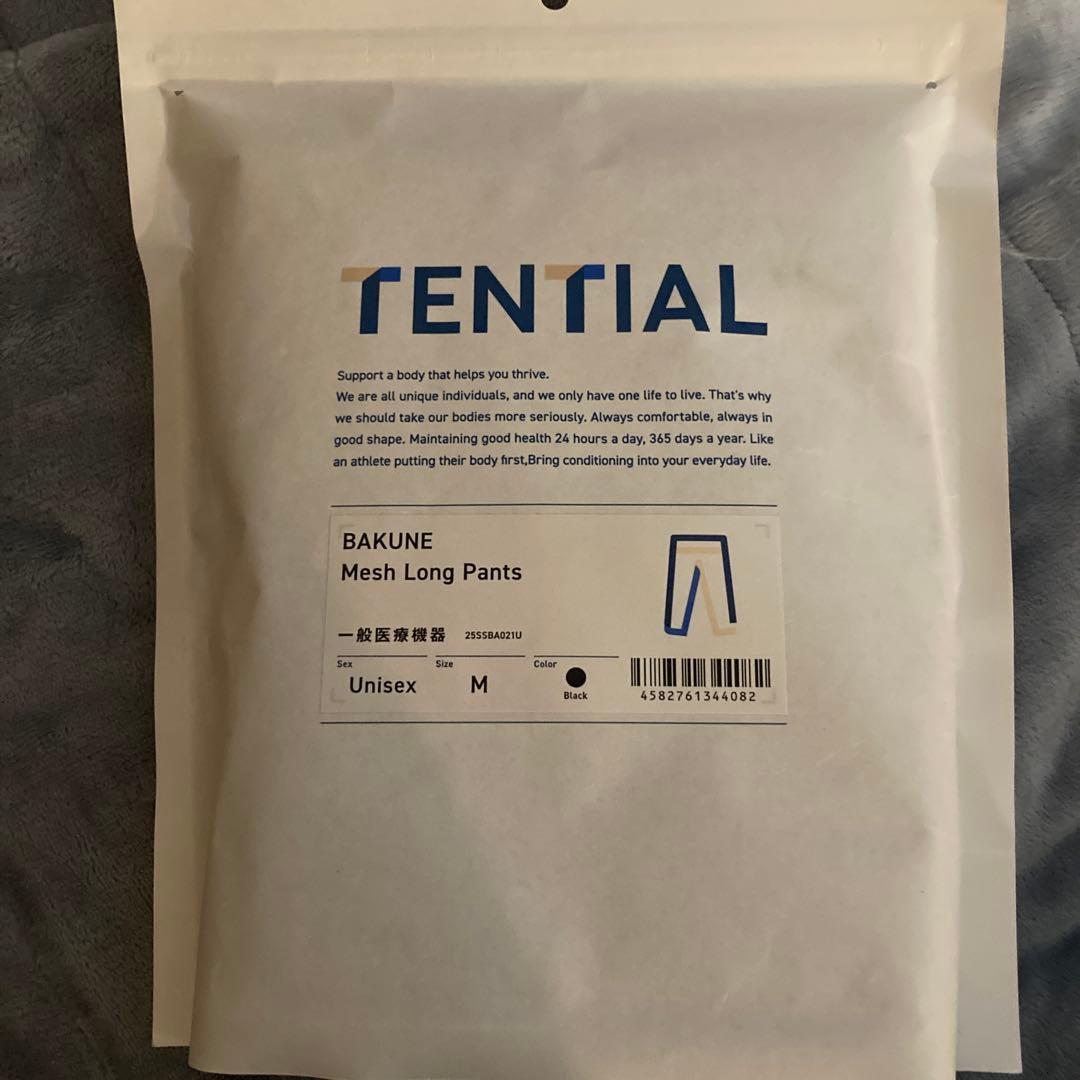 TENTIAL
Support a body that helps you thrive.
We are all unique individuals, and we only have one life to live. That's why
we should take our bodies more seriously. Always comfortable, always in
good shape. Maintaining good health 24 hours a day, 365 days a year. Like
an athlete putting their body first,Bring conditioning into your everyday life.
BAKUNE
Mesh Long Pants
一般医療機器 25SSBA021U
Sex Size Color
Unisex M Black
4582761344082